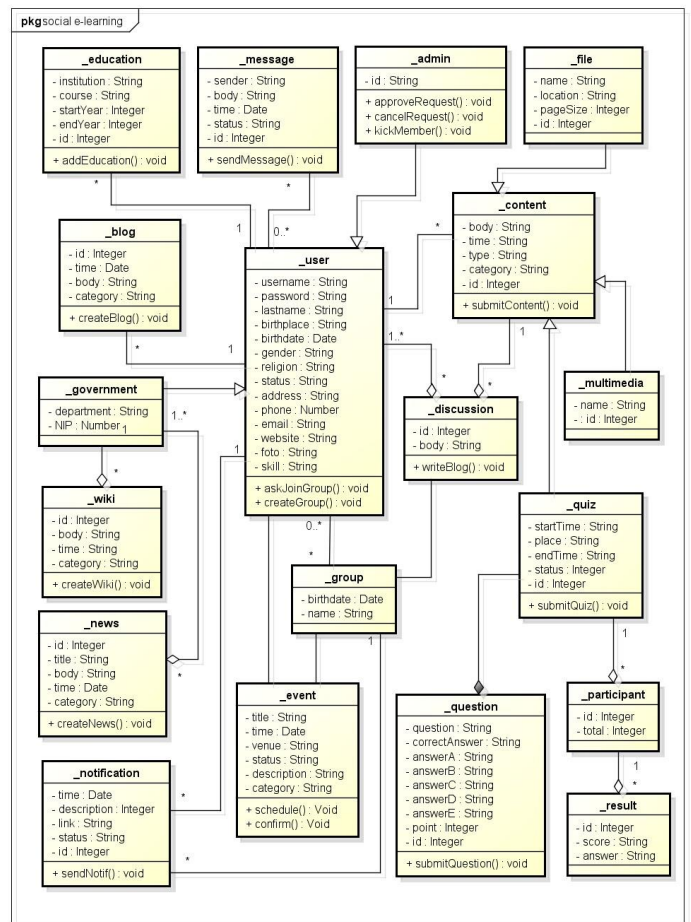 pkg social e-learning
_education
- institution : String
- course : String
- startYear : Integer
- endYear : Integer
- id : Integer
+ addEducation() : void
_message
- sender : String
- body : String
- time : Date
- status : String
- id : Integer
+ sendMessage() : void
_admin
- id : String
+ approveRequest() : void
+ cancelRequest() : void
+ kickMember() : void
_file
- name : String
- location : String
- pageSize : Integer
- id : Integer
*
*
1
0..*
_blog
- id : Integer
- time : Date
- body : String
- category : String
+ createBlog() : void
*
1
_user
- username : String
- password : String
- lastname : String
- birthplace : String
- birthdate : Date
- gender : String
- religion : String
- status : String
- address : String
- phone : Number
- email : String
- website : String
- foto : String
- skill : String
+ askJoinGroup() : void
+ createGroup() : void
*
1
1..*
_content
- body : String
- time : String
- type : String
- category : String
- id : Integer
+ submitContent() : void
1
*
_multimedia
- name : String
- : id : Integer
_government
- department : String
- NIP : Number
1
1..*
*
1
_discussion
- id : Integer
- body : String
+ writeBlog() : void
_wiki
- id : Integer
- body : String
- time : String
- category : String
+ createWiki() : void
_quiz
- startTime : String
- place : String
- endTime : String
- status : Integer
- id : Integer
+ submitQuiz() : void
0..*
*
_group
- birthdate : Date
- name : String
1
_news
- id : Integer
- title : String
- body : String
- time : Date
- category : String
+ createNews() : void
*
1
*
_event
- title : String
- time : Date
- venue : String
- status : String
- description : String
- category : String
+ schedule() : Void
+ confirm() : Void
_question
- question : String
- correctAnswer : String
- answerA : String
- answerB : String
- answerC : String
- answerD : String
- answerE : String
- point : Integer
- id : Integer
+ submitQuestion() : void
_participant
- id : Integer
- total : Integer
1
*
_notification
- time : Date
- description : Integer
- link : String
- status : String
- id : Integer
+ sendNotif() : void
*
*
_result
- id : Integer
- score : String
- answer : String